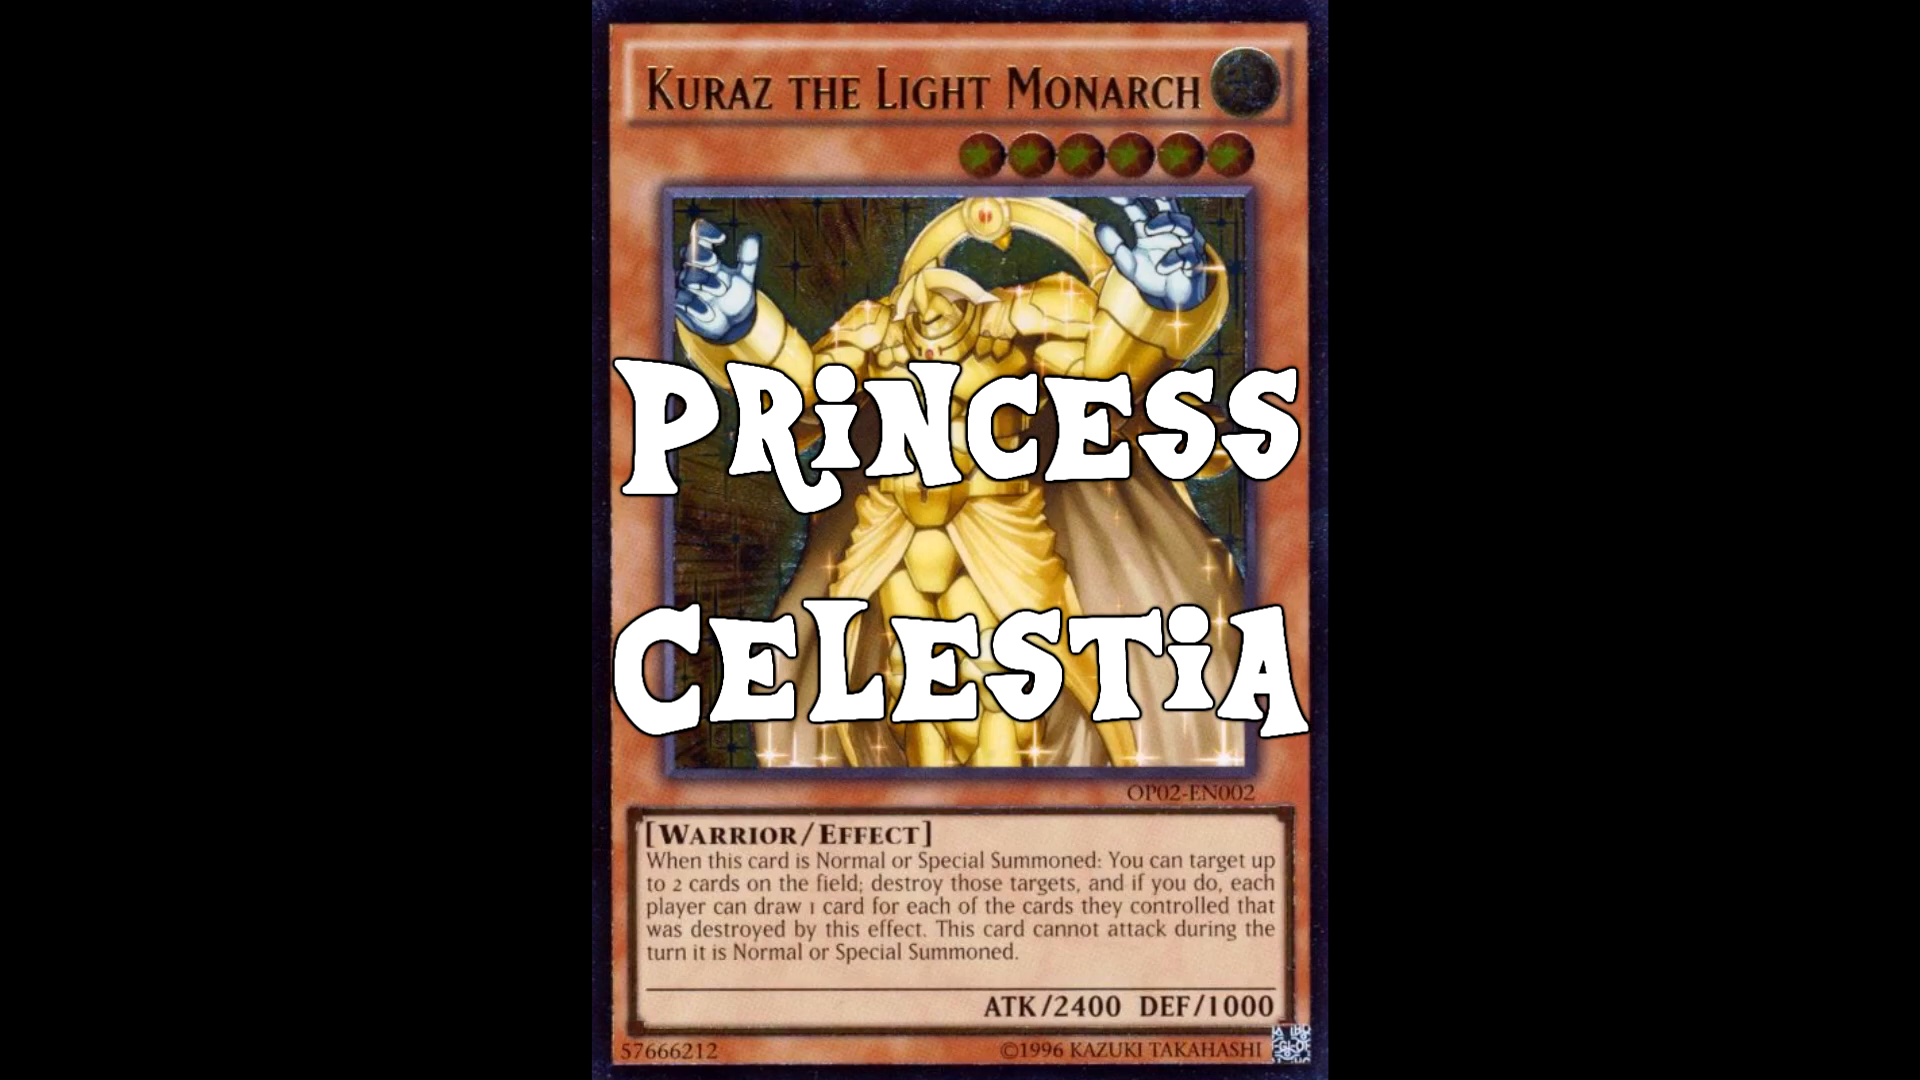 KURAZ THE LIGHT MONARCH
PRiNCESS
CELESTiA
OP02-EN002
[WARRIOR/EFFECT]
When this card is Normal or Special Summoned: You can target up
to 2 cards on the field; destroy those targets, and if you do, each
player can draw 1 card for each of the cards they controlled that
was destroyed by this effect. This card cannot attack during the
turn it is Normal or Special Summoned.
ATK/2400 DEF/1000
57666212
©1996 KAZUKI TAKAHASHI